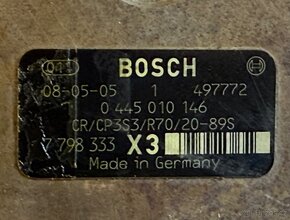 011 BOSCH
08-05-05 1 497772
0 445 010 146
CR/CP3S3/R70/20-89S
7 798 333 X3
Made in Germany